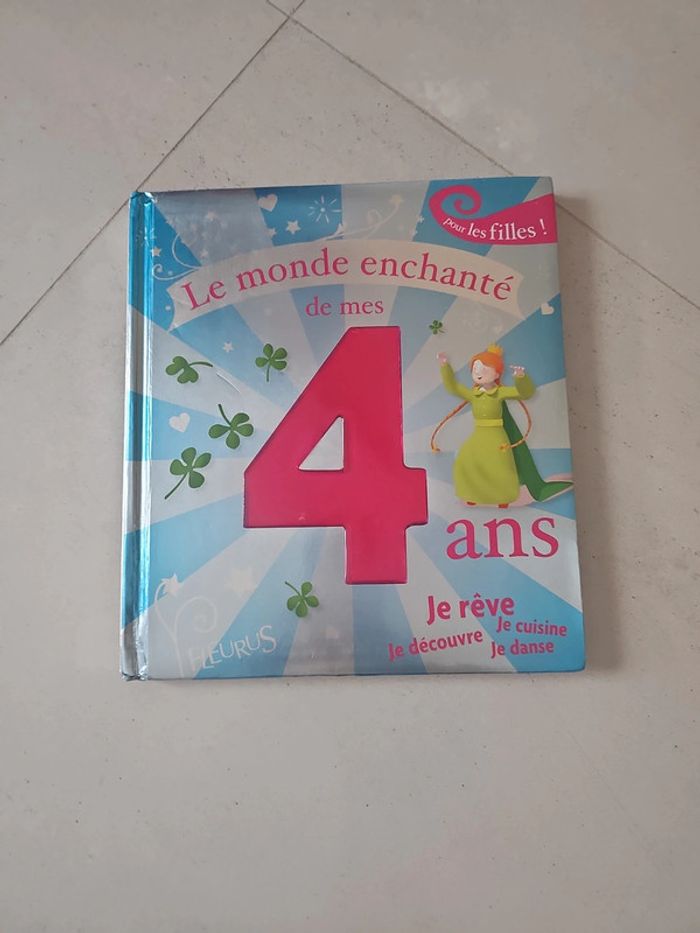 pour les filles !
Le monde enchanté
de mes
4
ans
Je rêve
Je cuisine
Je découvre
Je danse
FLEURUS